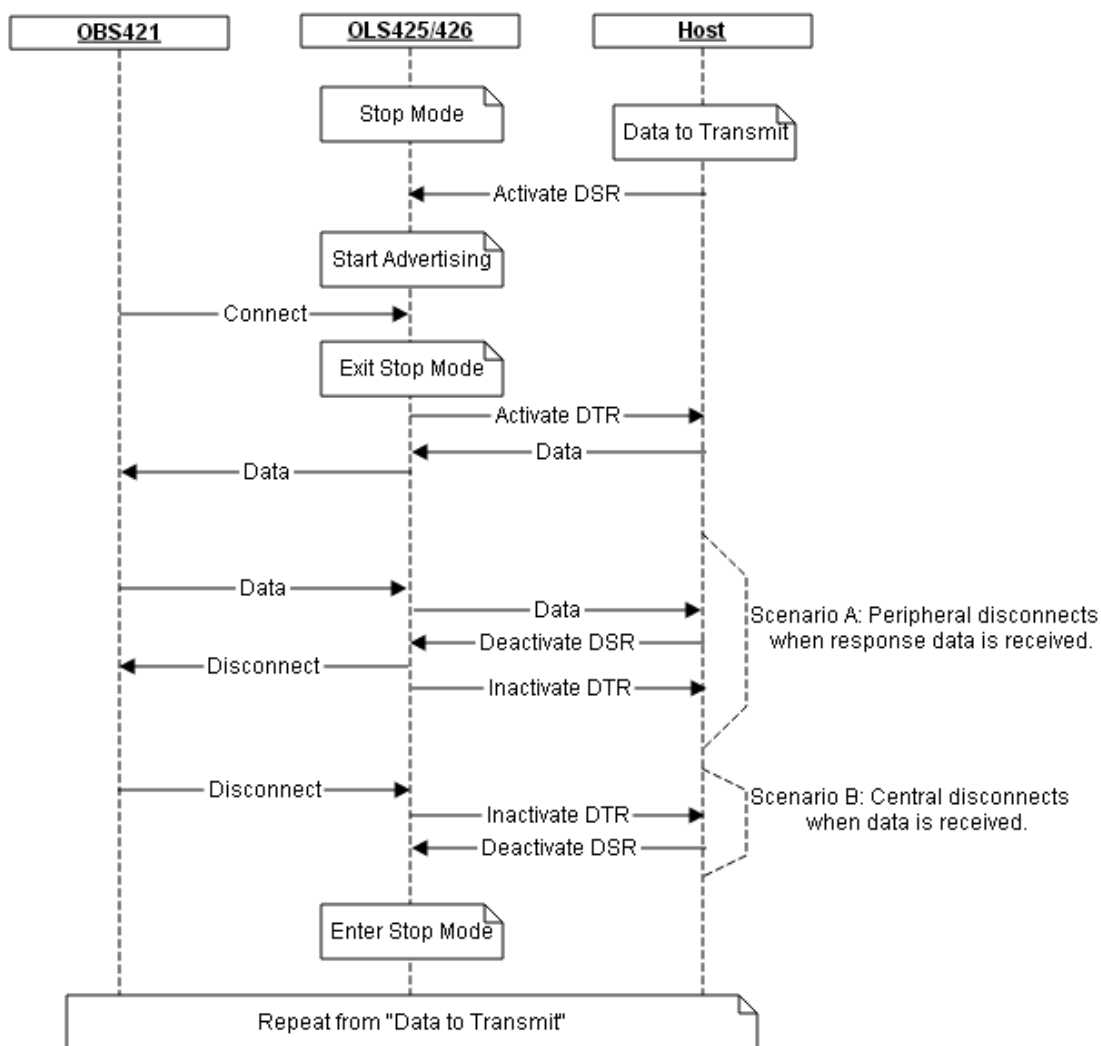 OBS421
OLS425/426
Host
Stop Mode
Data to Transmit
Activate DSR
Start Advertising
Connect
Exit Stop Mode
Activate DTR
Data
Data
Data
Data
Deactivate DSR
Disconnect
Inactivate DTR
Scenario A: Peripheral disconnects
when response data is received.
Disconnect
Inactivate DTR
Deactivate DSR
Scenario B: Central disconnects
when data is received.
Enter Stop Mode
Repeat from "Data to Transmit"